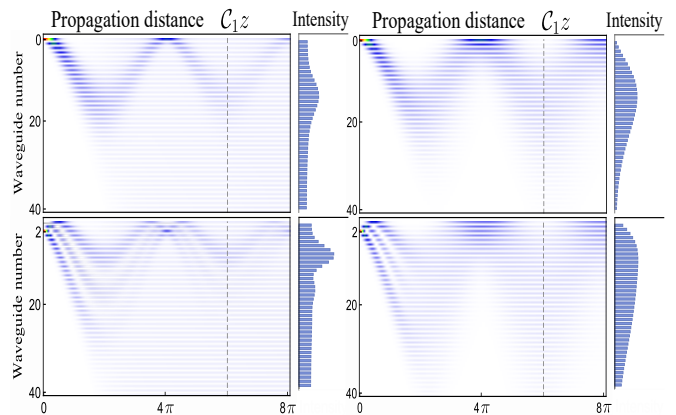 Propagation distance C₁z Intensity Propagation distance C₁z Intensity
Waveguide number 0 20 40 0 20 40
Waveguide number 2 20 40 2 20 40
0 4π 8π 0 4π 8π